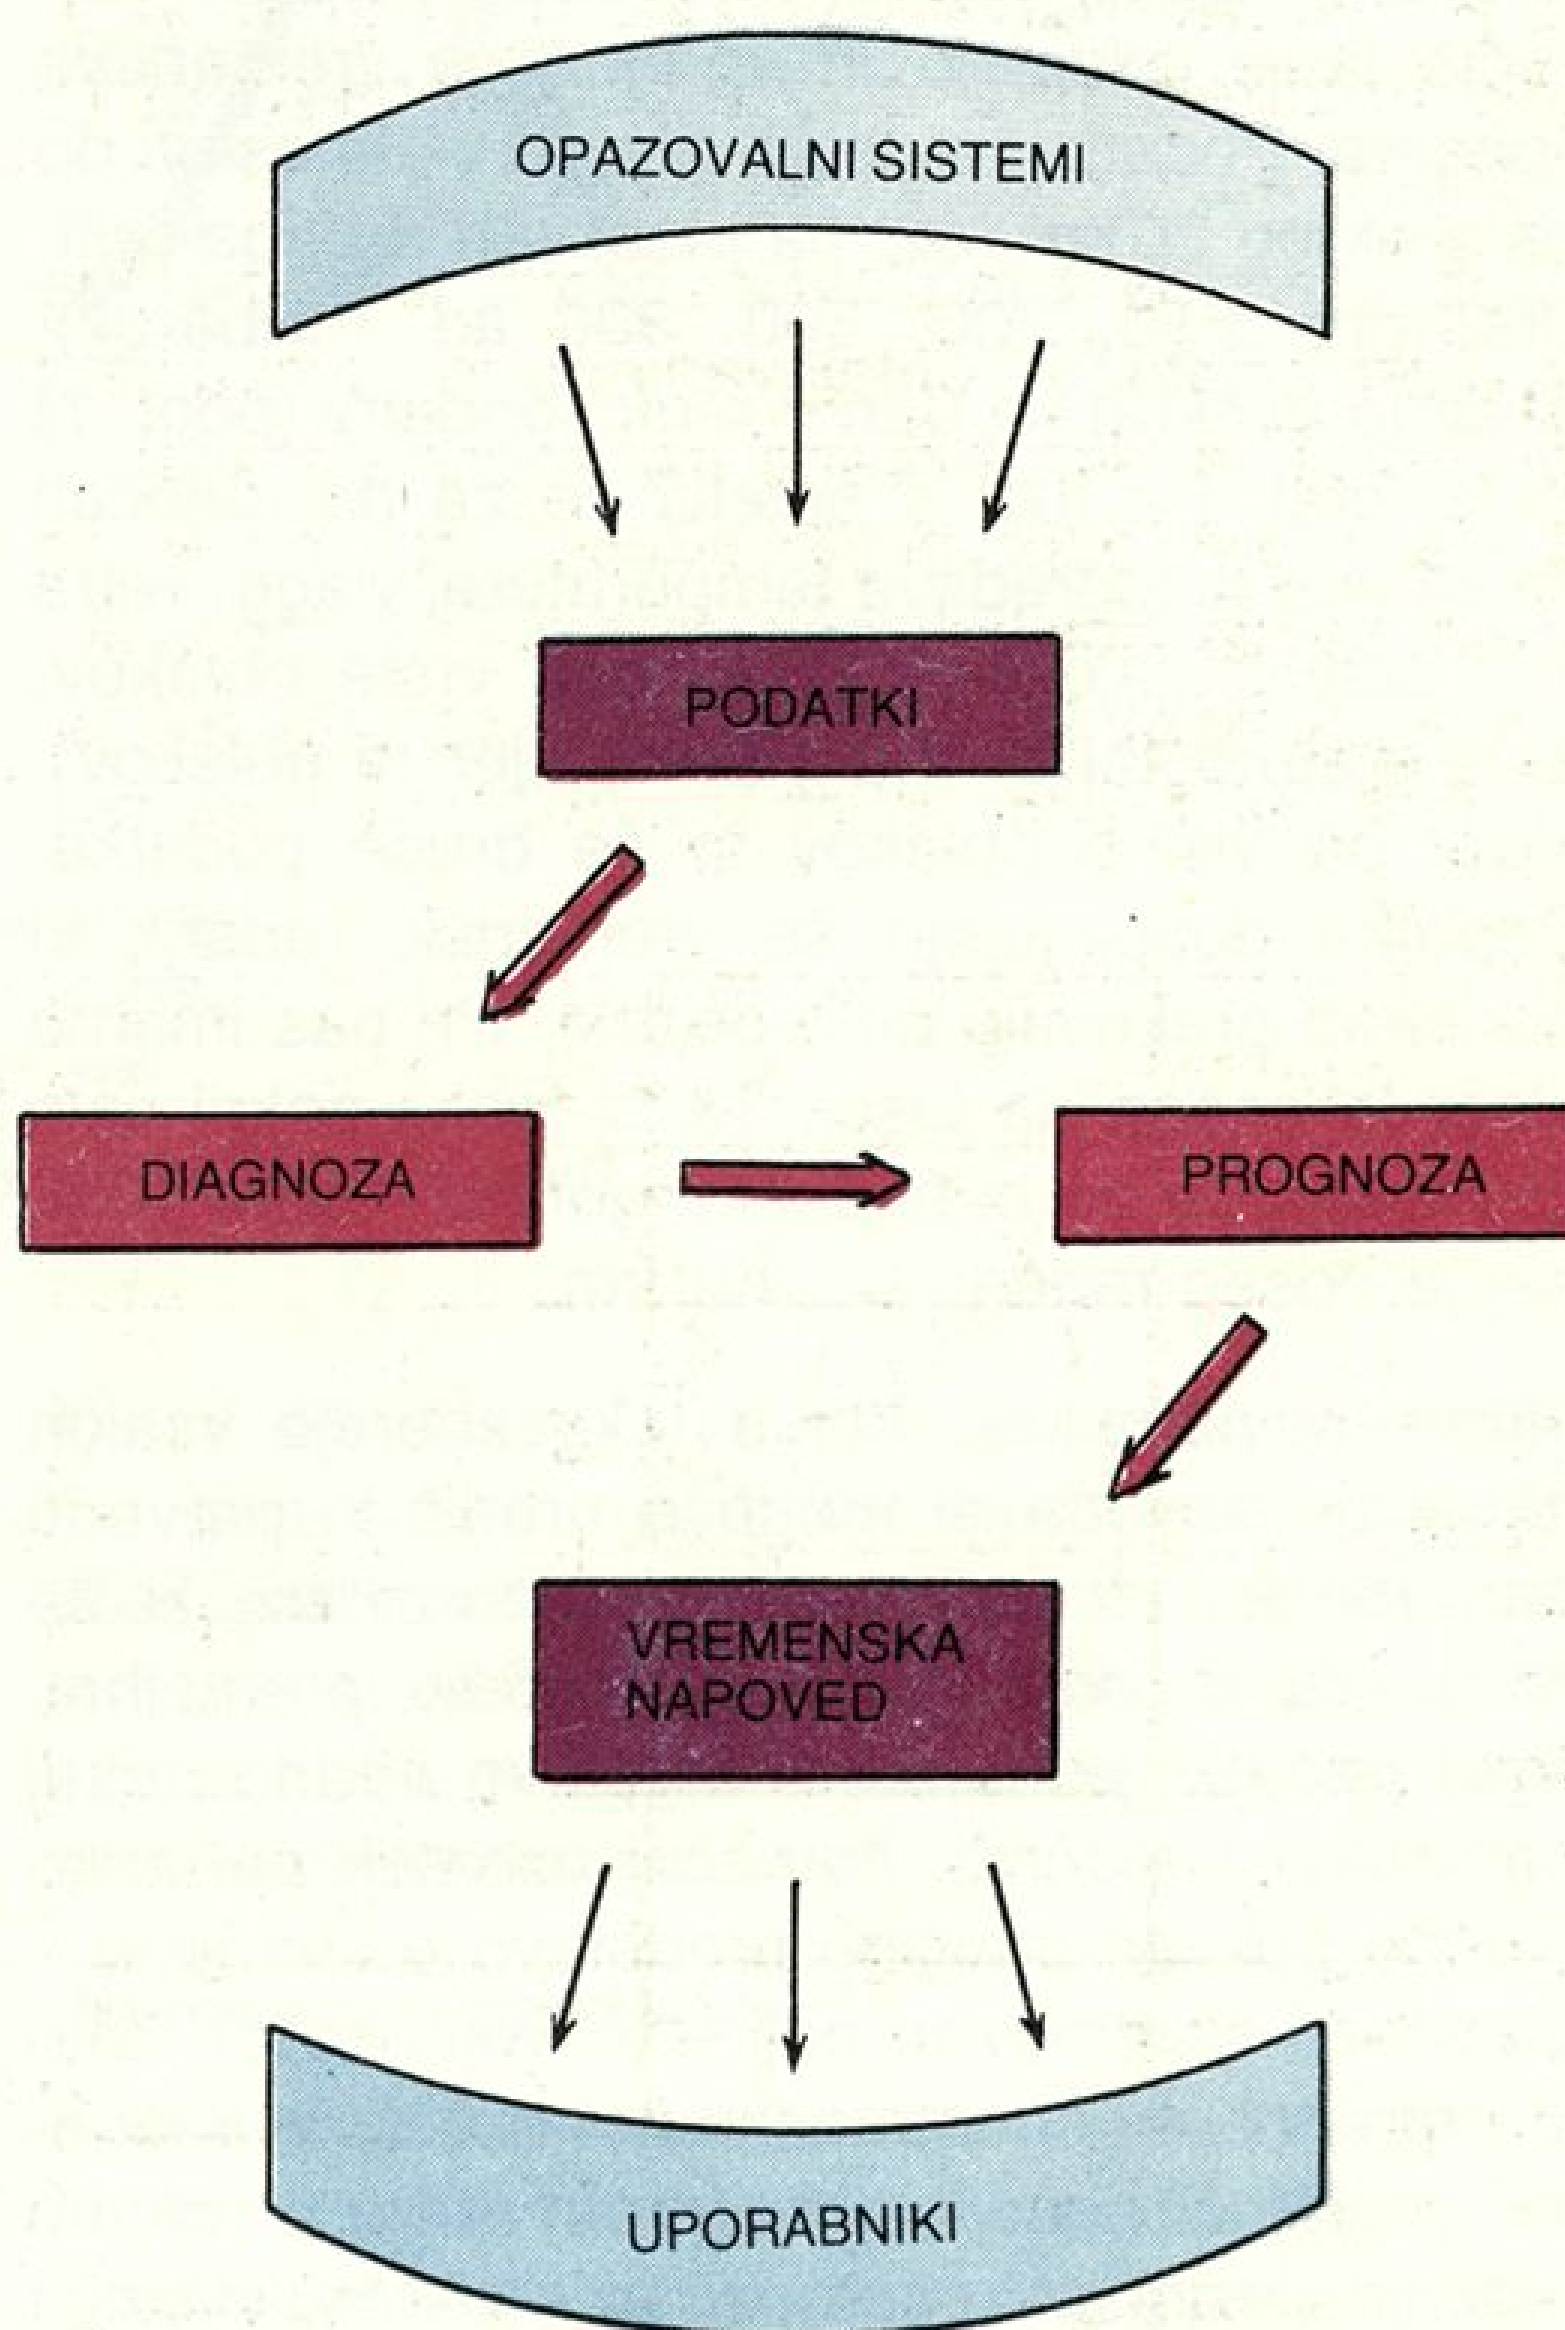 OPAZOVALNI SISTEMI
PODATKI
DIAGNOZA
PROGNOZA
VREMENSKA
NAPOVED
UPORABNIKI